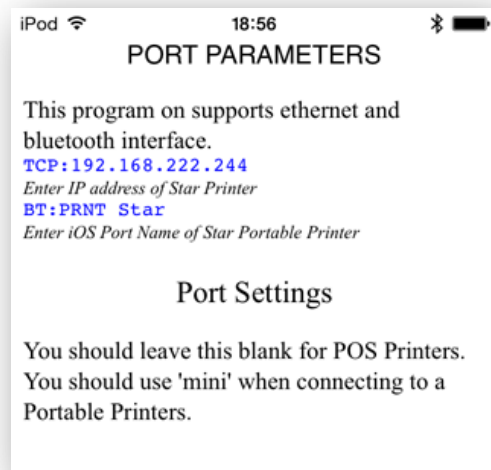 iPod 18:56
PORT PARAMETERS
This program on supports ethernet and
bluetooth interface.
TCP:192.168.222.244
Enter IP address of Star Printer
BT:PRNT Star
Enter iOS Port Name of Star Portable Printer
Port Settings
You should leave this blank for POS Printers.
You should use 'mini' when connecting to a
Portable Printers.